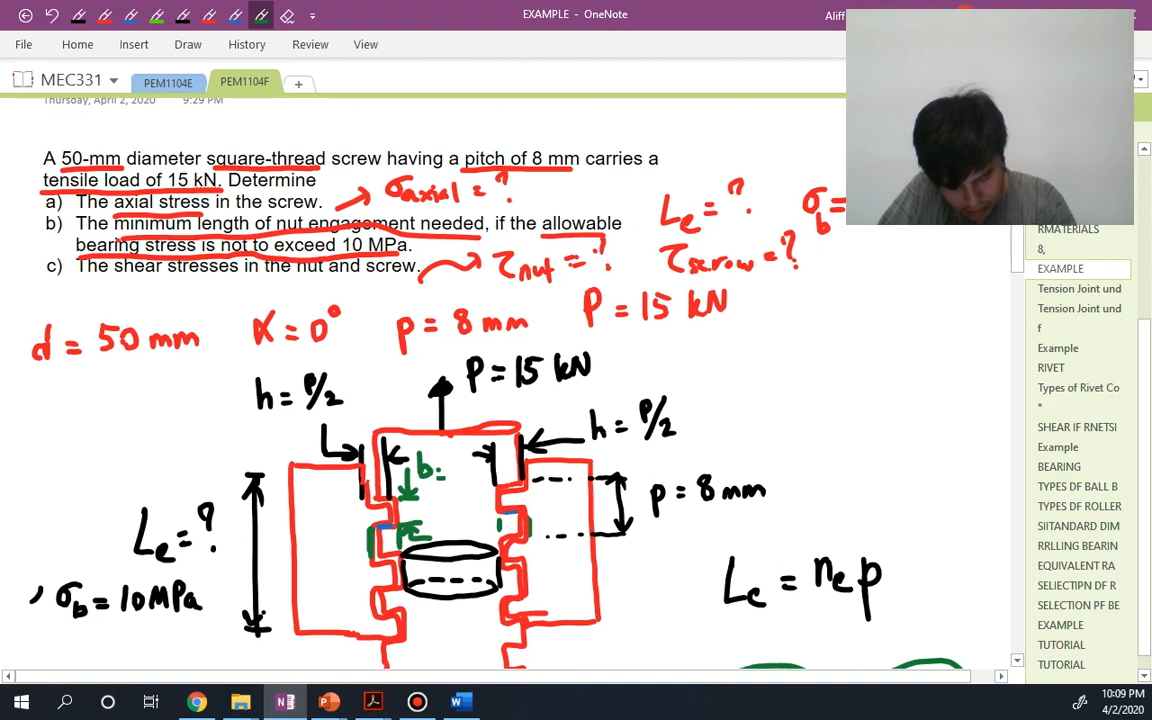 EXAMPLE - OneNote
Aliff
File Home Insert Draw History Review View
MEC331 PEM1104E PEM1104F
Thursday, April 2, 2020 9:29 PM
A 50-mm diameter square-thread screw having a pitch of 8 mm carries a
tensile load of 15 kN. Determine
a) The axial stress in the screw. σaxial = ?
b) The minimum length of nut engagement needed, if the allowable
bearing stress is not to exceed 10 MPa.
c) The shear stresses in the nut and screw.
Le = ?
σb =
τnut = ?
τscrew = ?
d = 50 mm α = 0° p = 8 mm P = 15 kN
P = 15 kN
h = p/2
h = p/2
b =
p = 8 mm
Le = ?
σb = 10 MPa
Le = ne p
RMATERIALS
8,
EXAMPLE
Tension Joint und
Tension Joint und
f
Example
RIVET
Types of Rivet Co
*
SHEAR IF RNETSI
Example
BEARING
TYPES DF BALL B
TYPES DF ROLLER
SIITANDARD DIM
RRLLING BEARIN
EQUIVALENT RA
SELIECTIPN DF R
SELECTION PF BE
EXAMPLE
TUTORIAL
TUTORIAL
10:09 PM
4/2/2020